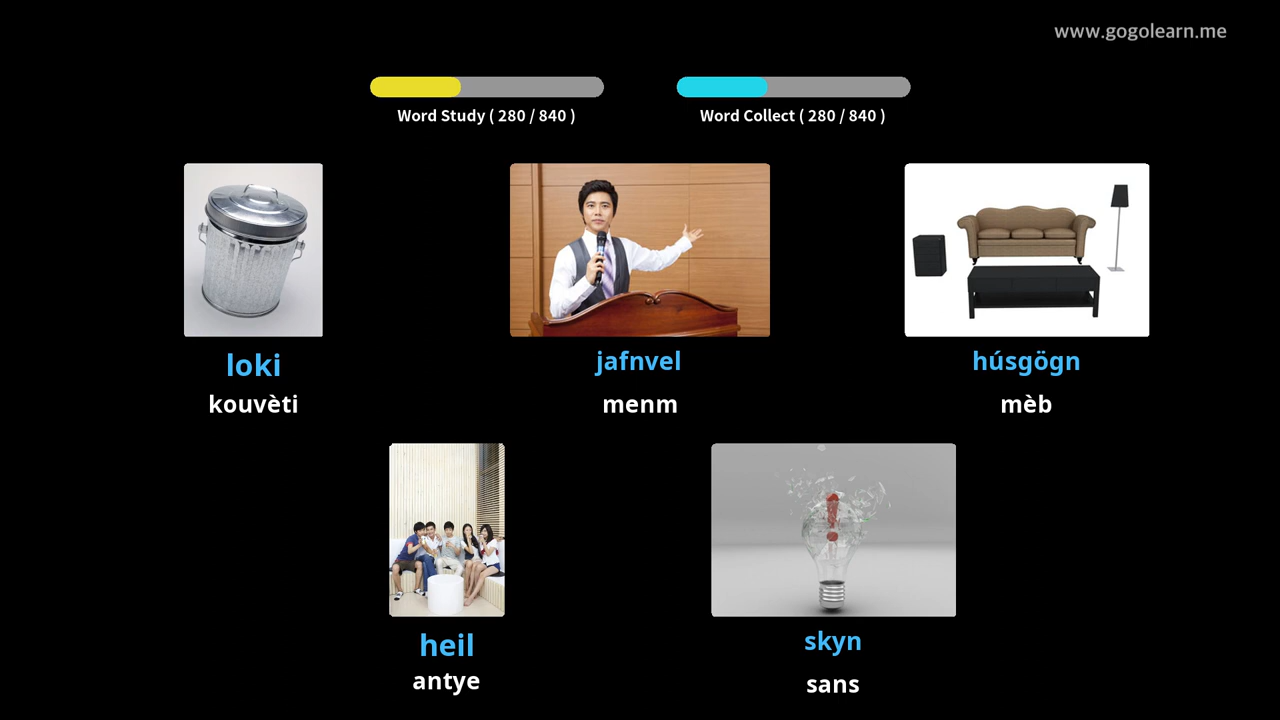 www.gogolearn.me
Word Study ( 280 / 840 )
Word Collect ( 280 / 840 )
loki
kouvèti
jafnvel
menm
húsgögn
mèb
heil
antye
skyn
sans